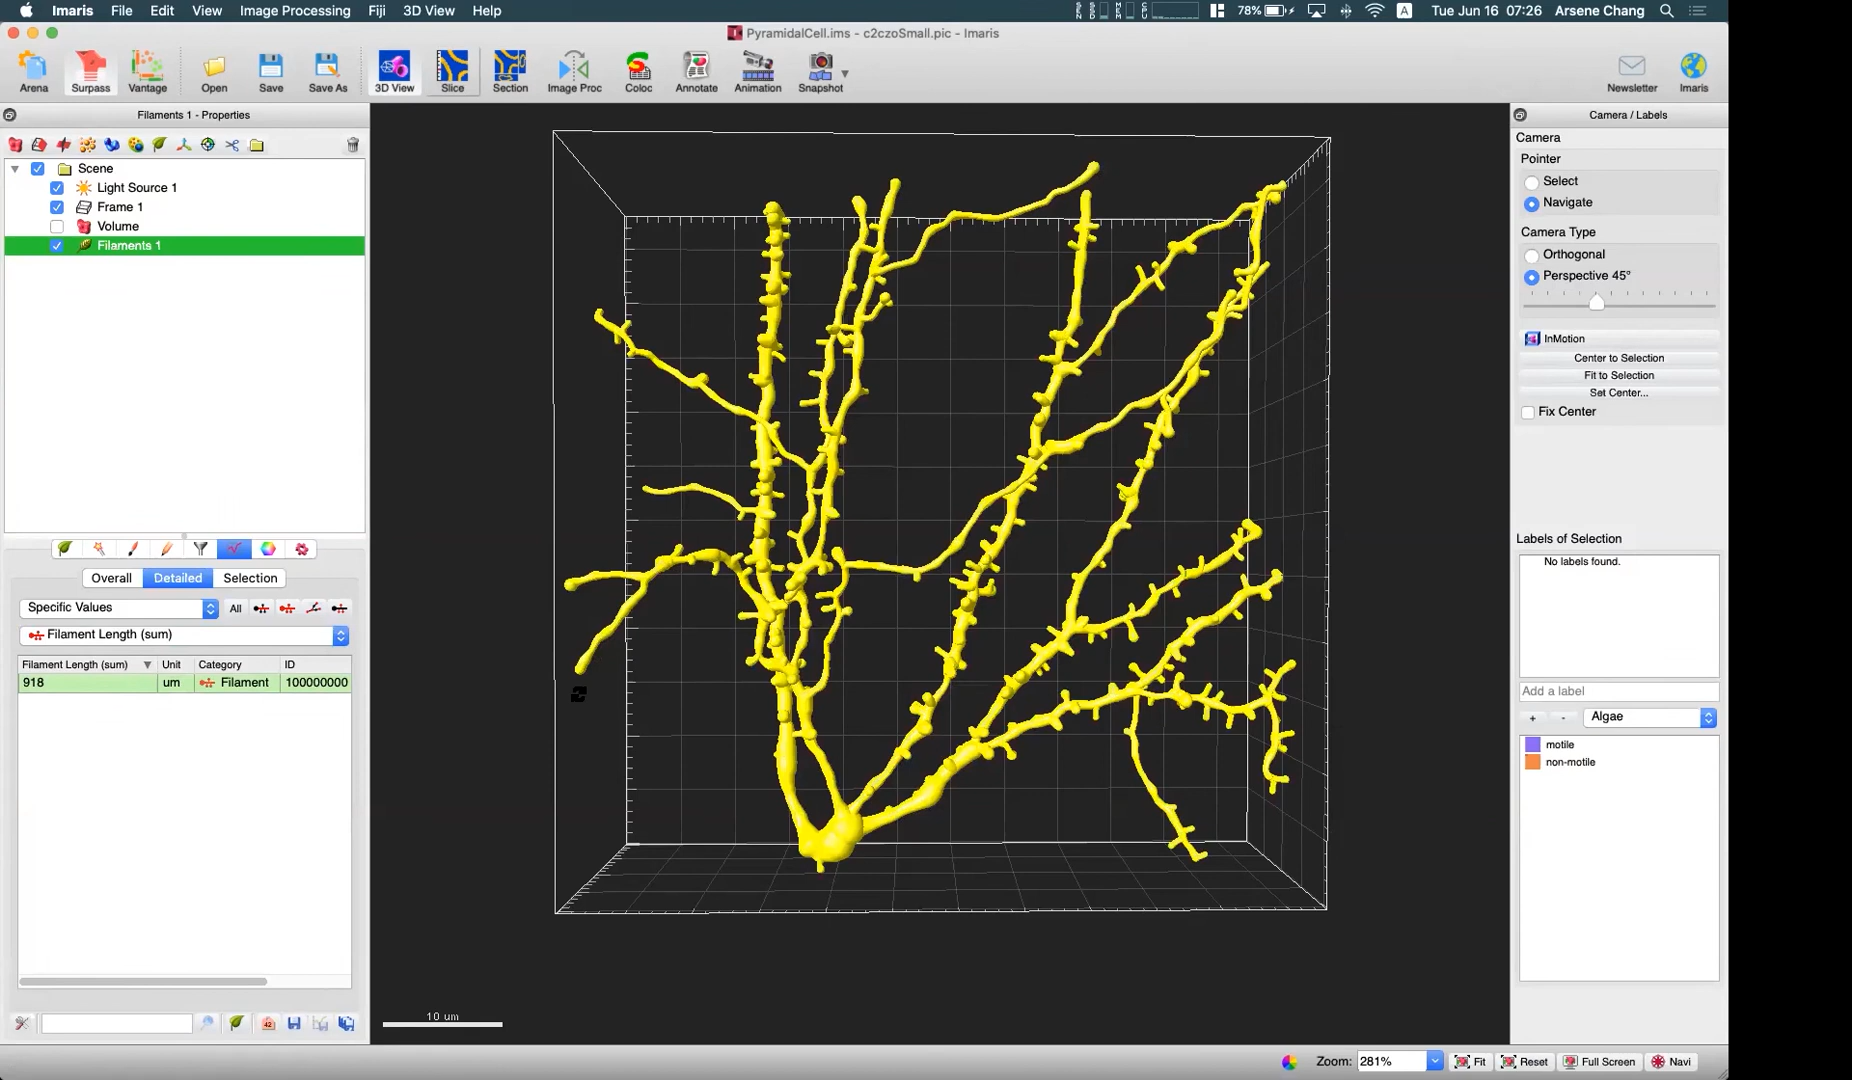 Imaris File Edit View Image Processing Fiji 3D View Help 78% A Tue Jun 16 07:26 Arsene Chang
PyramidalCell.ims - c2czoSmall.pic - Imaris
Arena Surpass Vantage Open Save Save As 3D View Slice Section Image Proc Coloc Annotate Animation Snapshot Newsletter Imaris
Filaments 1 - Properties
Scene
Light Source 1
Frame 1
Volume
Filaments 1
Overall Detailed Selection
Specific Values All
Filament Length (sum)
Filament Length (sum) Unit Category ID
918 um Filament 100000000
42
10 um
Camera / Labels
Camera
Pointer
Select
Navigate
Camera Type
Orthogonal
Perspective 45°
InMotion
Center to Selection
Fit to Selection
Set Center...
Fix Center
Labels of Selection
No labels found.
Add a label
+ - Algae
motile
non-motile
Zoom: 281% Fit Reset Full Screen Navi